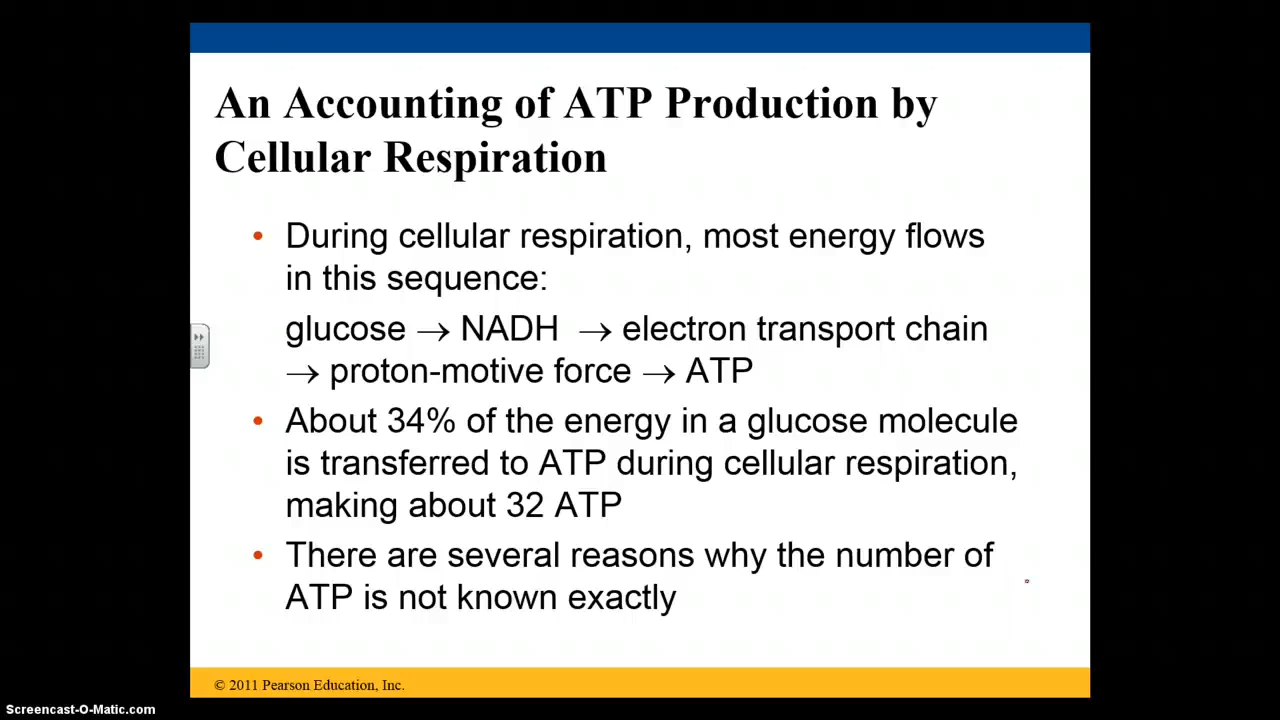 An Accounting of ATP Production by
Cellular Respiration
• During cellular respiration, most energy flows
in this sequence:
glucose → NADH → electron transport chain
→ proton-motive force → ATP
• About 34% of the energy in a glucose molecule
is transferred to ATP during cellular respiration,
making about 32 ATP
• There are several reasons why the number of
ATP is not known exactly
© 2011 Pearson Education, Inc.
Screencast-O-Matic.com